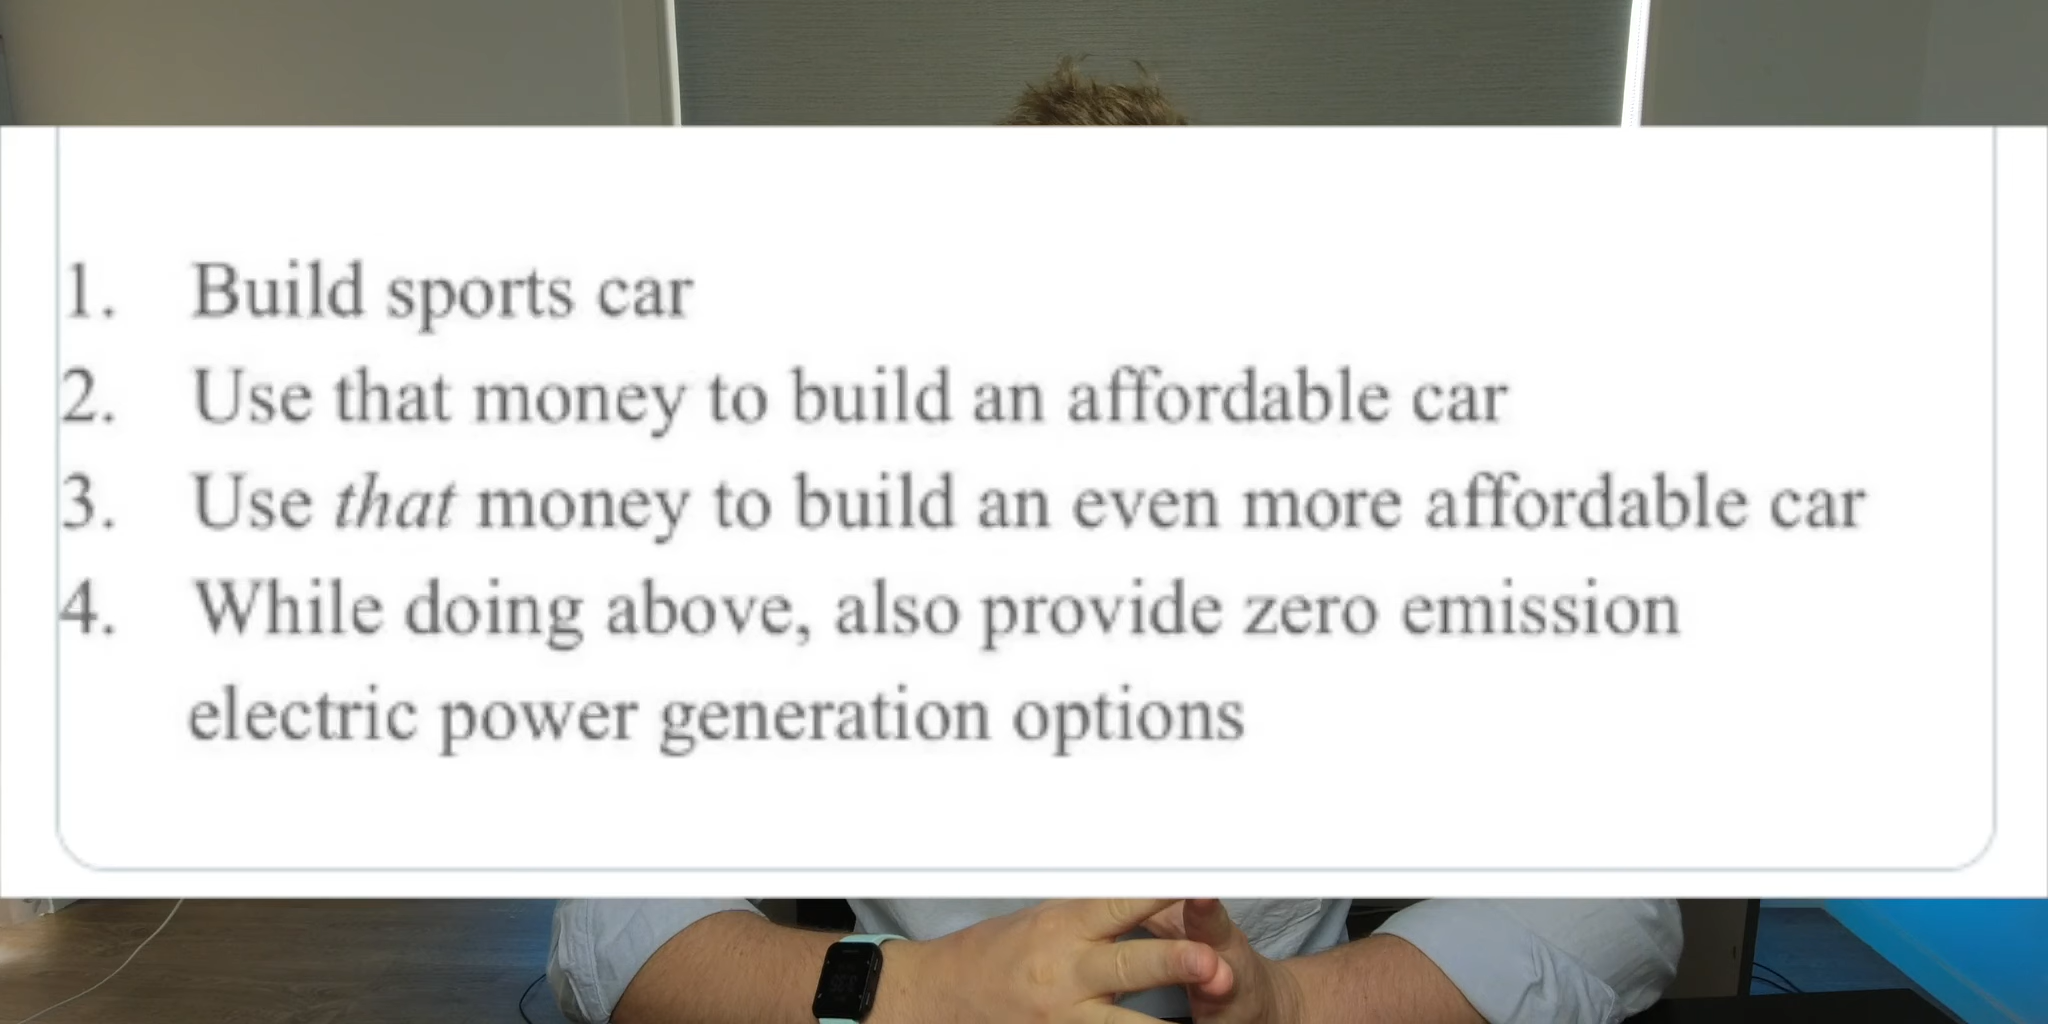 1. Build sports car
2. Use that money to build an affordable car
3. Use that money to build an even more affordable car
4. While doing above, also provide zero emission
electric power generation options